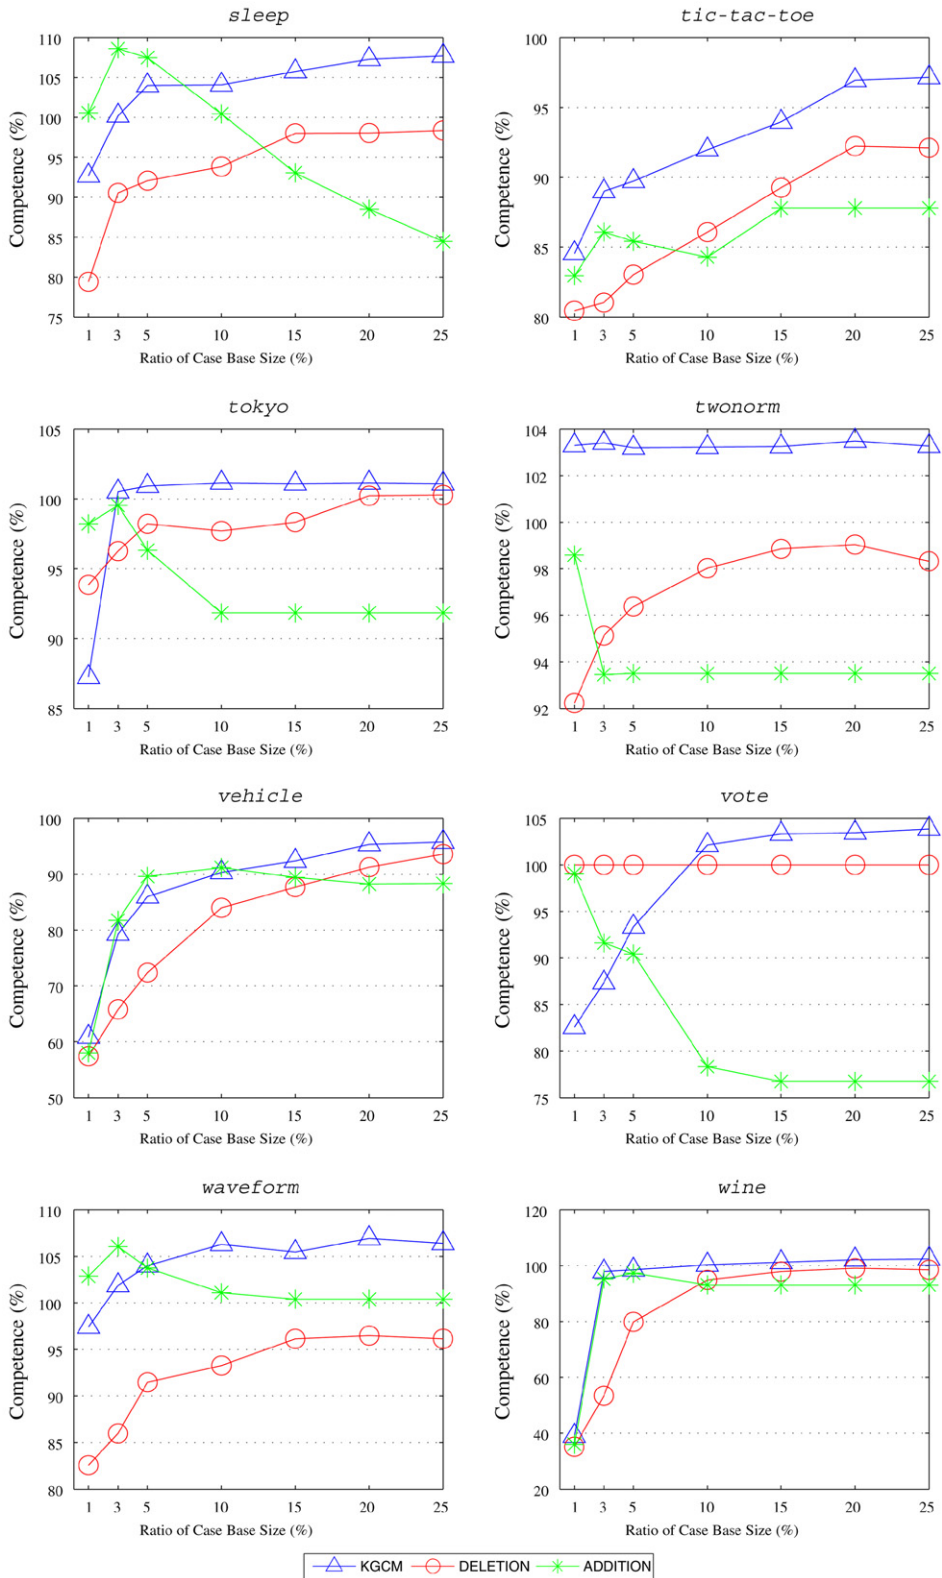 sleep
110
105
100
95
90
85
80
75
Competence (%)
1 3 5 10 15 20 25
Ratio of Case Base Size (%)
tic-tac-toe
100
95
90
85
80
Competence (%)
1 3 5 10 15 20 25
Ratio of Case Base Size (%)
tokyo
105
100
95
90
85
Competence (%)
1 3 5 10 15 20 25
Ratio of Case Base Size (%)
twonorm
104
102
100
98
96
94
92
Competence (%)
1 3 5 10 15 20 25
Ratio of Case Base Size (%)
vehicle
100
90
80
70
60
50
Competence (%)
1 3 5 10 15 20 25
Ratio of Case Base Size (%)
vote
105
100
95
90
85
80
75
Competence (%)
1 3 5 10 15 20 25
Ratio of Case Base Size (%)
waveform
110
105
100
95
90
85
80
Competence (%)
1 3 5 10 15 20 25
Ratio of Case Base Size (%)
wine
120
100
80
60
40
20
Competence (%)
1 3 5 10 15 20 25
Ratio of Case Base Size (%)
KGCM DELETION ADDITION